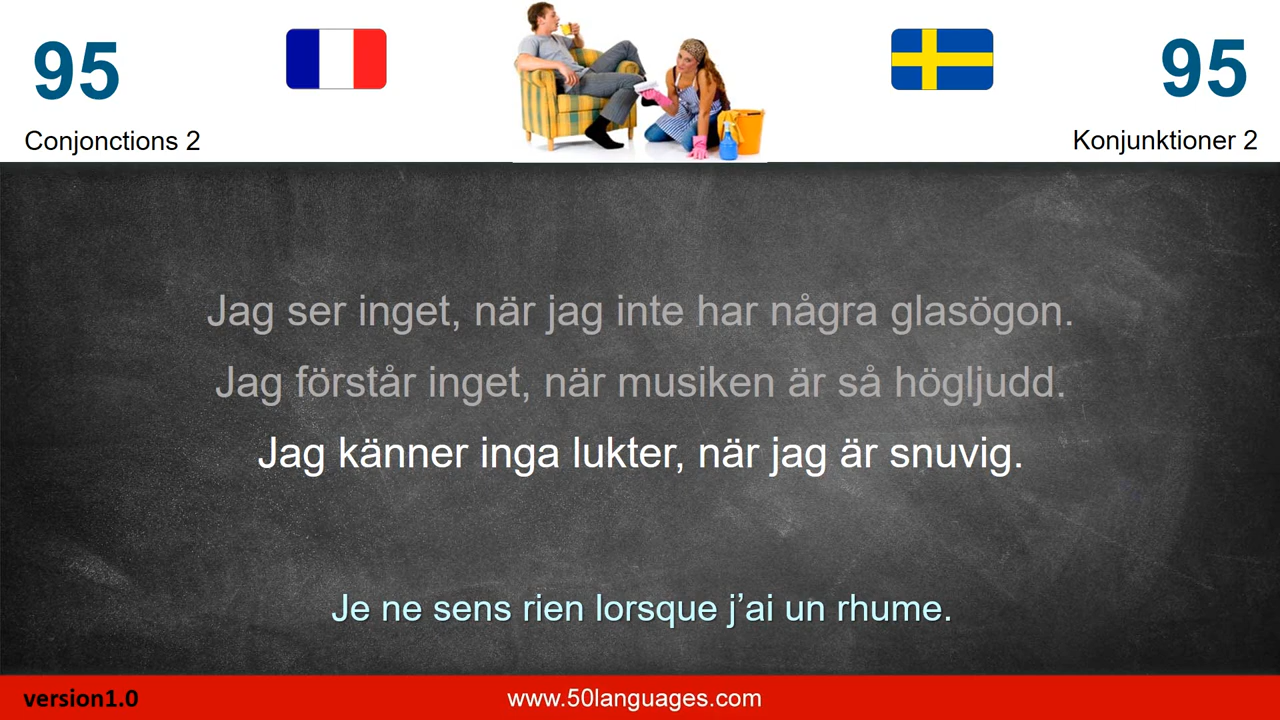 95
95
Conjonctions 2
Konjunktioner 2
Jag ser inget, när jag inte har några glasögon.
Jag förstår inget, när musiken är så högljudd.
Jag känner inga lukter, när jag är snuvig.
Je ne sens rien lorsque j’ai un rhume.
version1.0
www.50languages.com